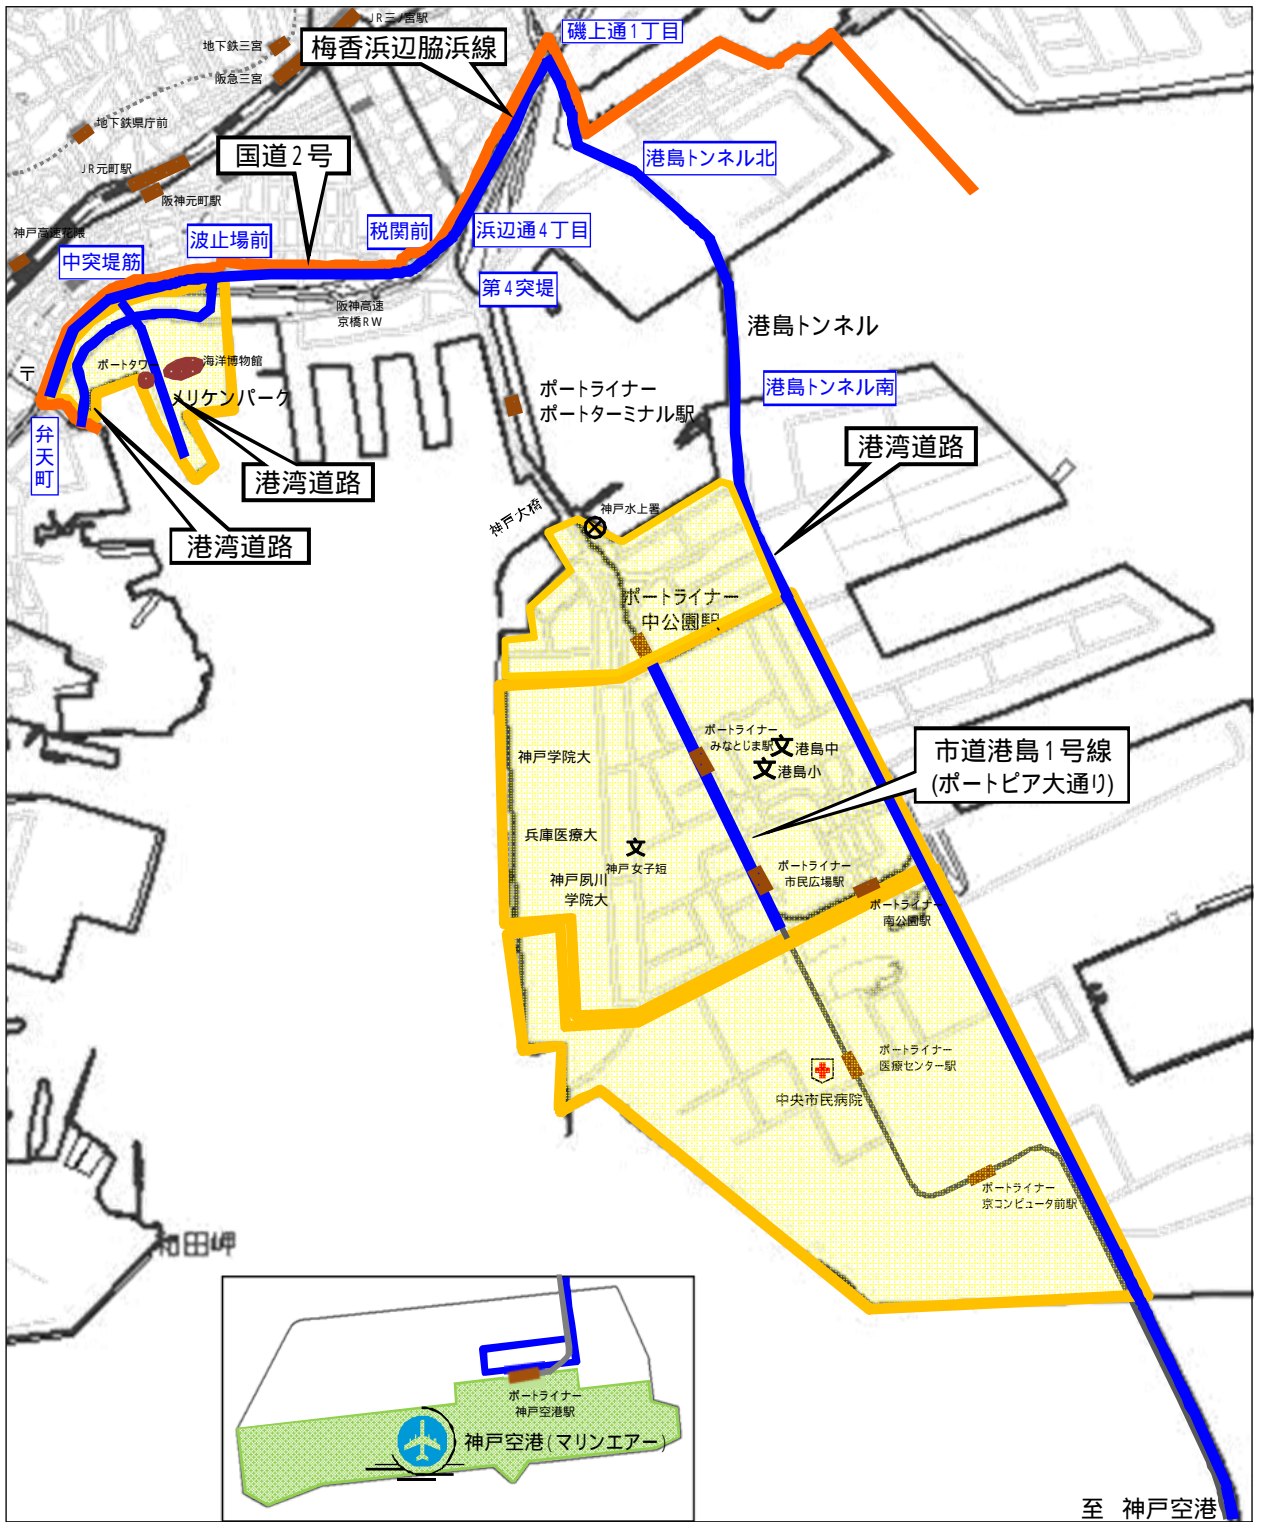 JR三ノ宮駅
地下鉄三宮
磯上通1丁目
梅香浜辺脇浜線
阪急三宮
地下鉄県庁前
国道2号
港島トンネル北
JR元町駅
阪神元町駅
税関前
浜辺通4丁目
波止場前
神戸高速花隈
中突堤筋
第4突堤
阪神高速
京橋RW
港島トンネル
海洋博物館
ポートタワー
〒
メリケンパーク
ポートライナー
ポートターミナル駅
港島トンネル南
弁天町
港湾道路
港湾道路
港湾道路
神戸大橋
神戸水上署
ポートライナー
中公園駅
ポートライナー
みなとじま駅
文 港島中
文 港島小
市道港島1号線
(ポートピア大通り)
神戸学院大
兵庫医療大
文
神戸女子短
神戸夙川
学院大
ポートライナー
市民広場駅
ポートライナー
南公園駅
ポートライナー
医療センター駅
中央市民病院
ポートライナー
京コンピュータ前駅
和田岬
ポートライナー
神戸空港駅
神戸空港(マリンエアー)
至 神戸空港